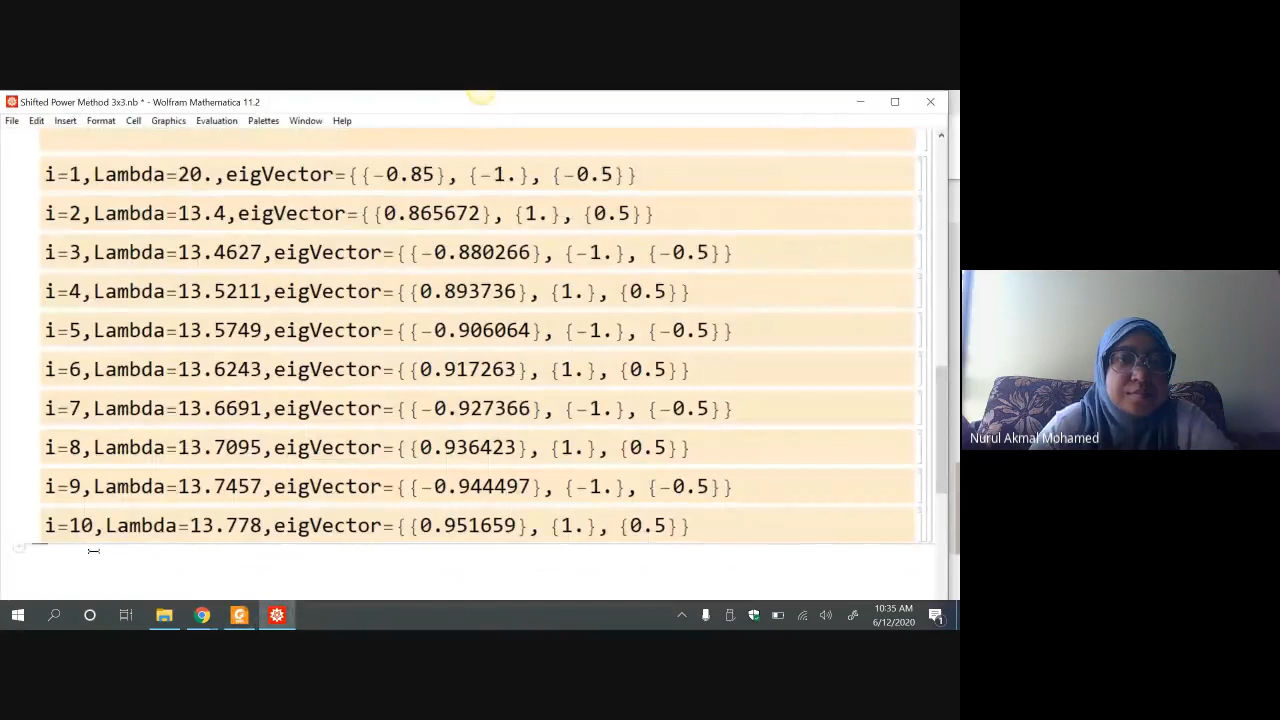 Shifted Power Method 3x3.nb * - Wolfram Mathematica 11.2
File Edit Insert Format Cell Graphics Evaluation Palettes Window Help
i=1,Lambda=20.,eigVector={{-0.85}, {-1.}, {-0.5}}
i=2,Lambda=13.4,eigVector={{0.865672}, {1.}, {0.5}}
i=3,Lambda=13.4627,eigVector={{-0.880266}, {-1.}, {-0.5}}
i=4,Lambda=13.5211,eigVector={{0.893736}, {1.}, {0.5}}
i=5,Lambda=13.5749,eigVector={{-0.906064}, {-1.}, {-0.5}}
i=6,Lambda=13.6243,eigVector={{0.917263}, {1.}, {0.5}}
i=7,Lambda=13.6691,eigVector={{-0.927366}, {-1.}, {-0.5}}
i=8,Lambda=13.7095,eigVector={{0.936423}, {1.}, {0.5}}
i=9,Lambda=13.7457,eigVector={{-0.944497}, {-1.}, {-0.5}}
i=10,Lambda=13.778,eigVector={{0.951659}, {1.}, {0.5}}
Nurul Akmal Mohamed
10:35 AM
6/12/2020